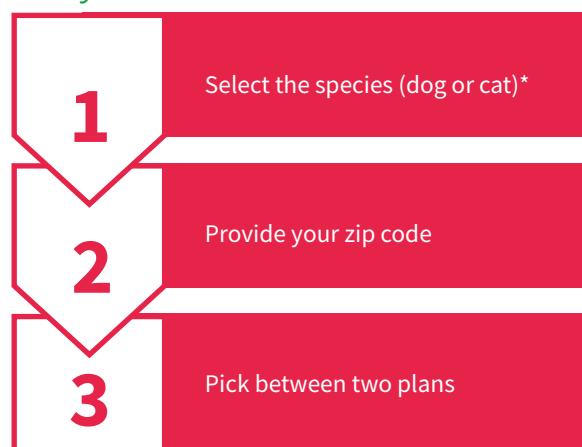 1
Select the species (dog or cat)*
2
Provide your zip code
3
Pick between two plans